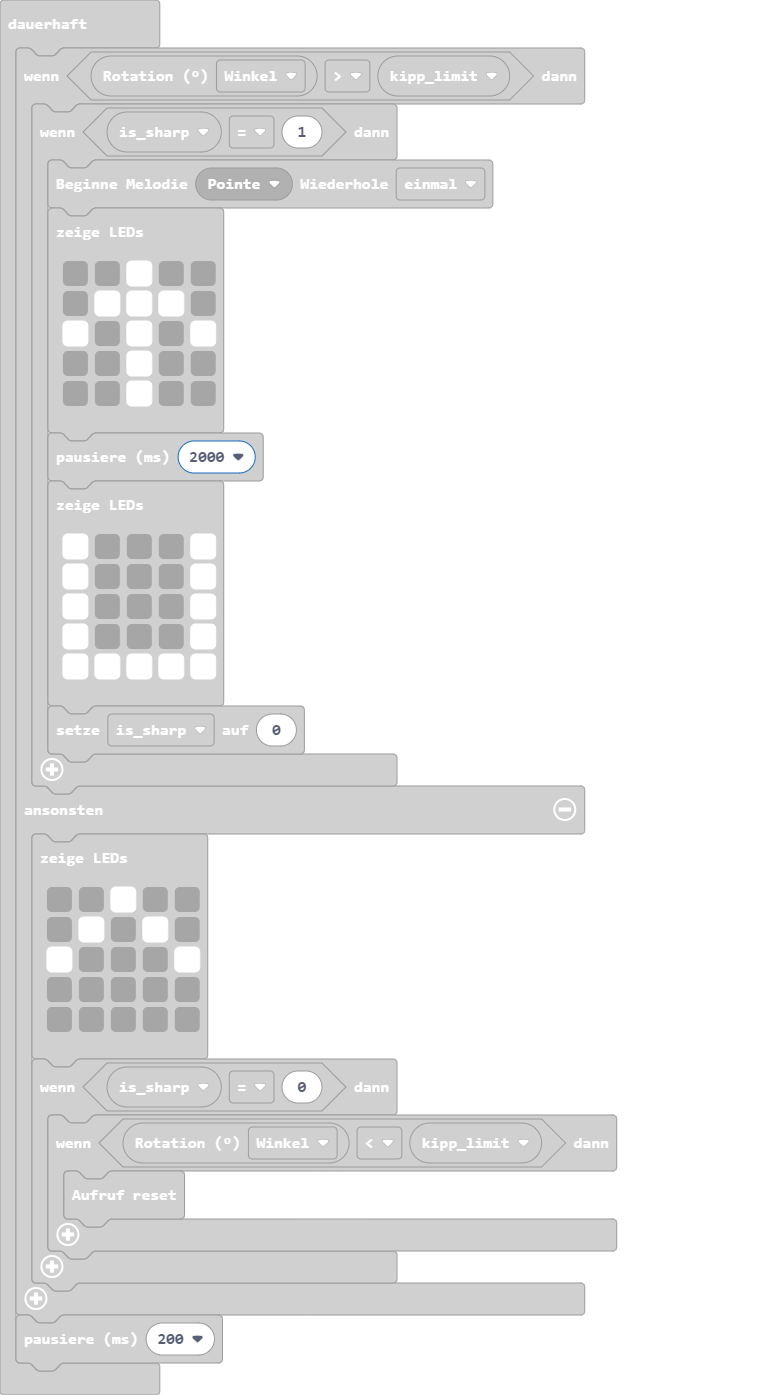 dauerhaft
wenn Rotation (º) Winkel > kipp_limit dann
wenn is_sharp = 1 dann
Beginne Melodie Pointe Wiederhole einmal
zeige LEDs
pausiere (ms) 2000
zeige LEDs
setze is_sharp auf 0
ansonsten
zeige LEDs
wenn is_sharp = 0 dann
wenn Rotation (º) Winkel < kipp_limit dann
Aufruf reset
pausiere (ms) 200